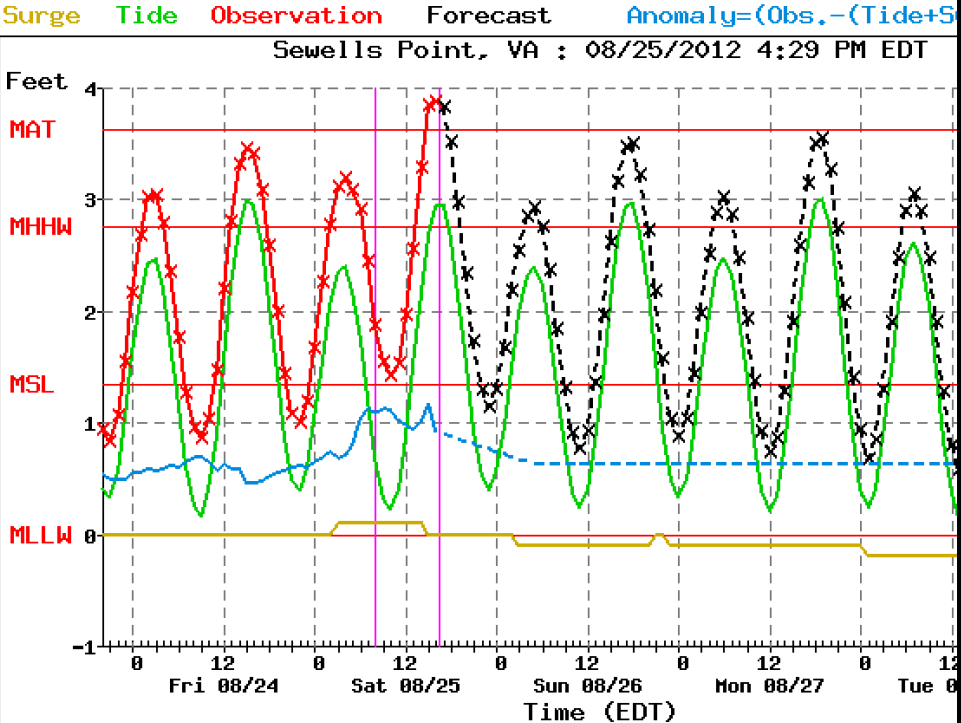 Surge Tide Observation Forecast Anomaly=(Obs.-(Tide+S
Sewells Point, VA : 08/25/2012 4:29 PM EDT
Feet
4
MAT
3
MHHW
2
MSL
1
MLLW 0
-1
0 12 0 12 0 12 0 12 0 12
Fri 08/24 Sat 08/25 Sun 08/26 Mon 08/27 Tue 0
Time (EDT)